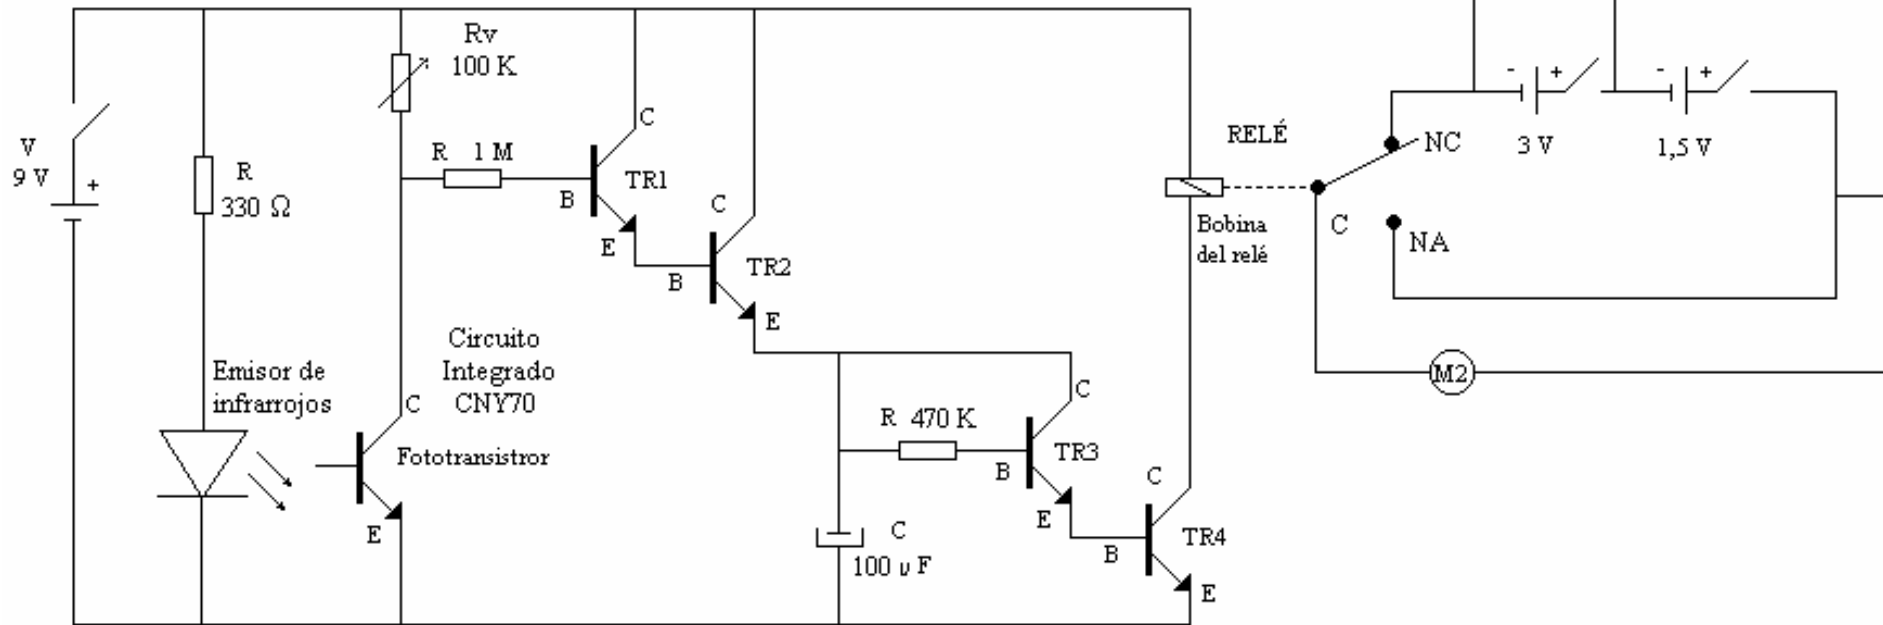 V
9 V
+
R
330 Ω
Emisor de
infrarrojos
Rv
100 K
R 1 M
C
B
TR1
E
C
B
TR2
E
Circuito
Integrado
CNY70
C
Fototransistror
E
R 470 K
C
B
TR3
E
C
100 υ F
C
B
TR4
E
RELÉ
Bobina
del relé
NC
C
NA
- +
3 V
- +
1,5 V
M2